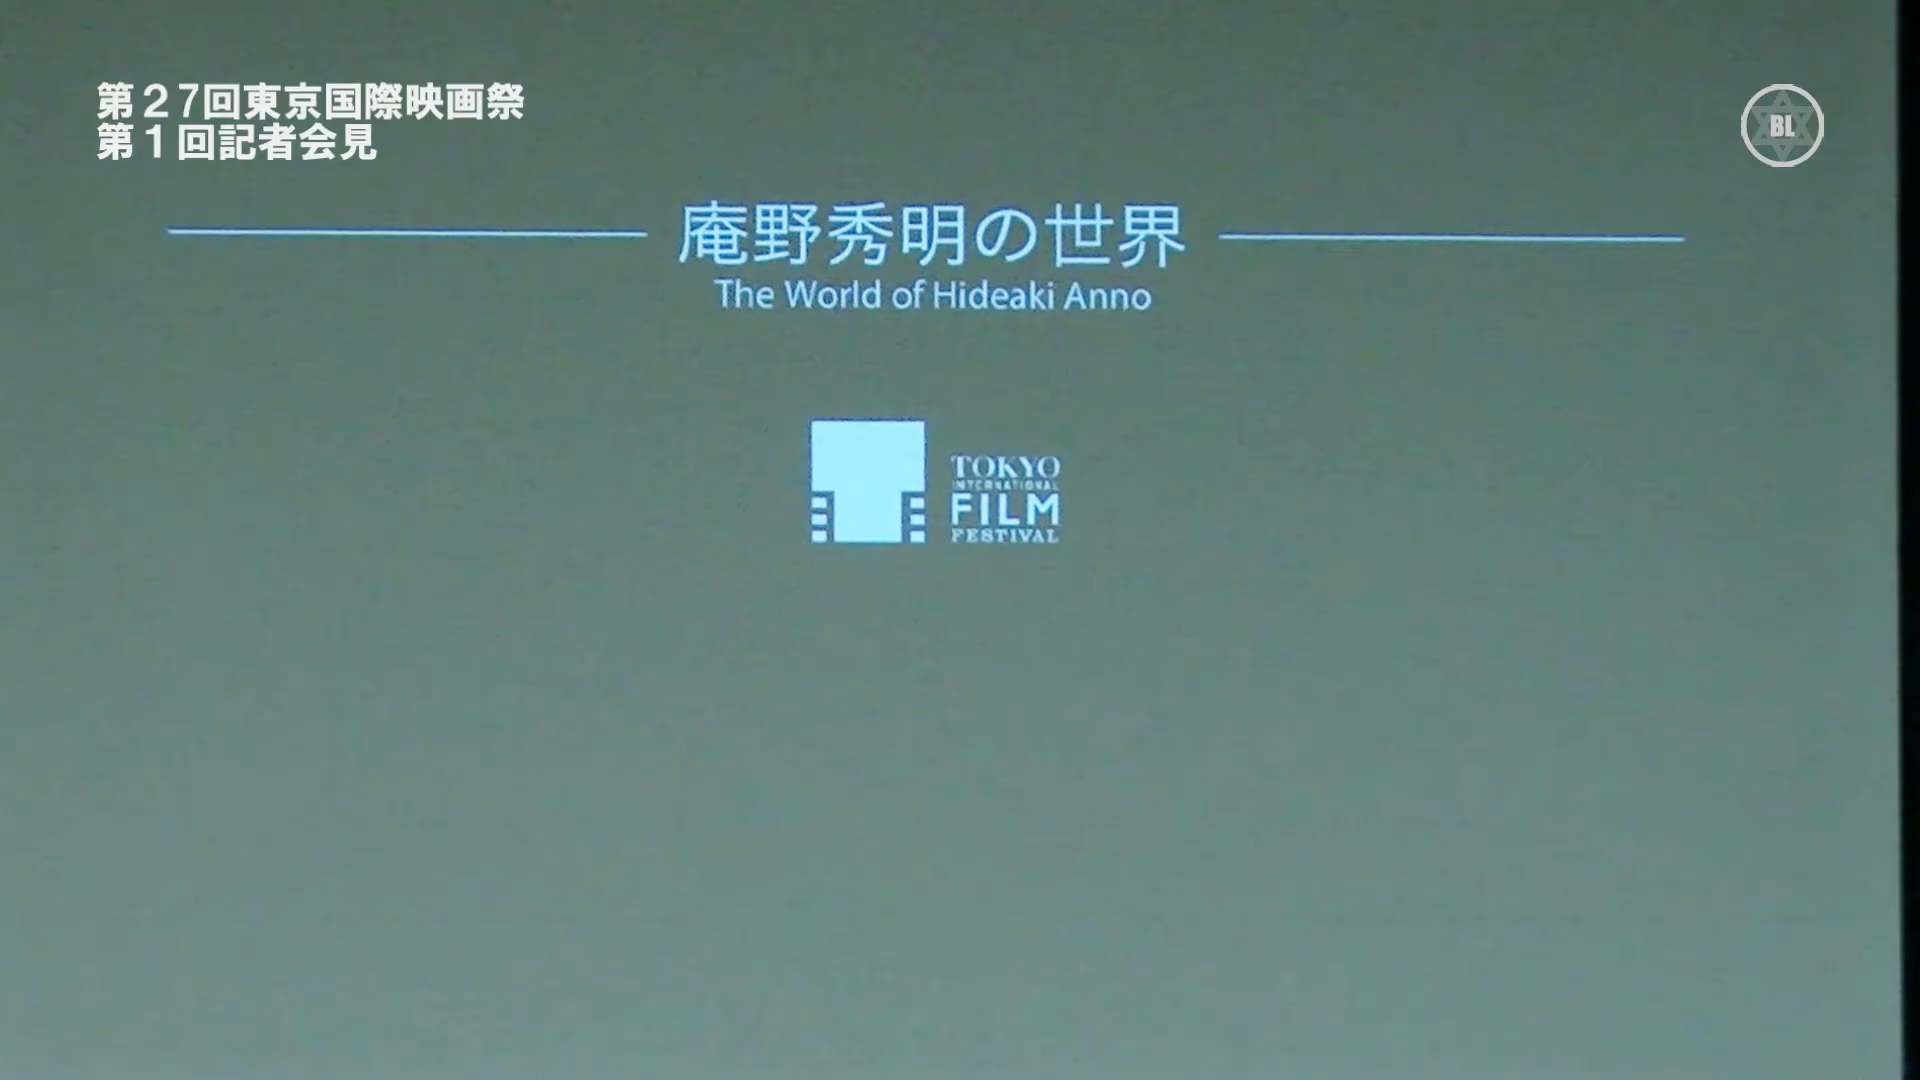 第２７回東京国際映画祭
第１回記者会見
BL
庵野秀明の世界
The World of Hideaki Anno
TOKYO
INTERNATIONAL
FILM
FESTIVAL